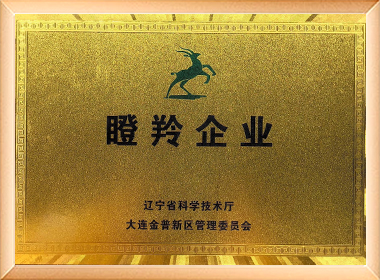 瞪羚企业
辽宁省科学技术厅
大连金普新区管理委员会